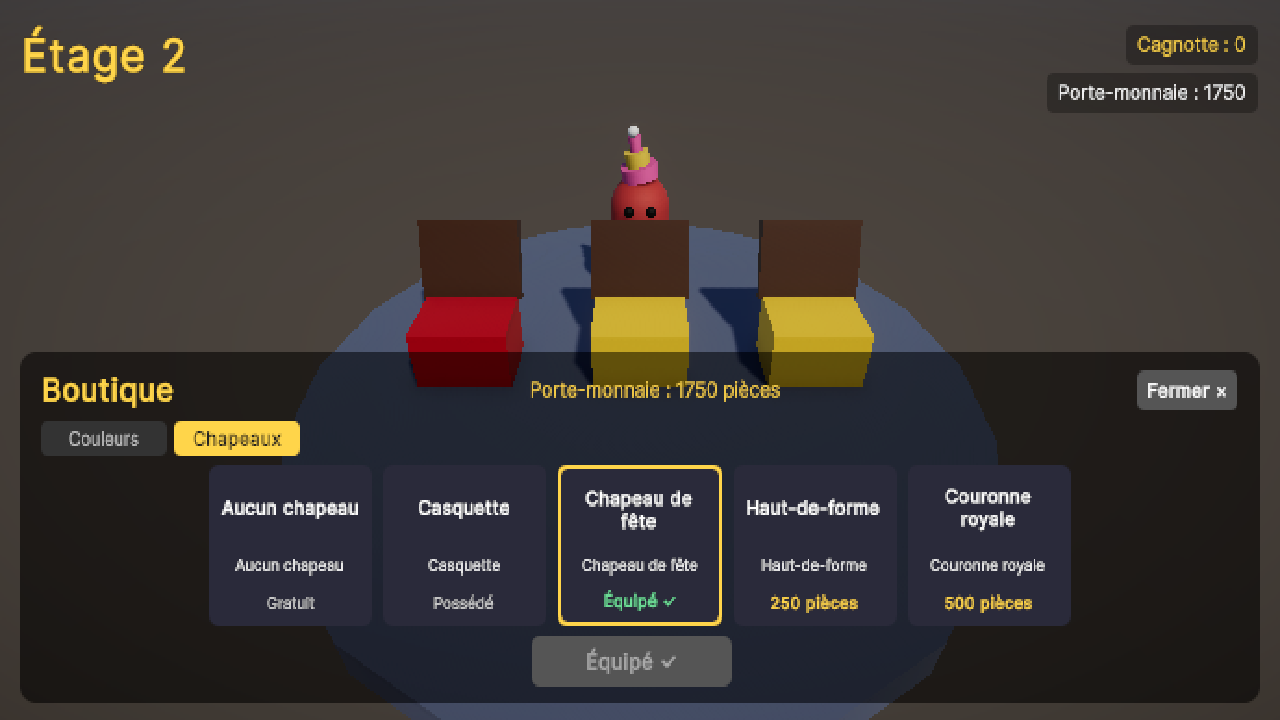 Étage 2
Cagnotte : 0
Porte-monnaie : 1750
Boutique
Porte-monnaie : 1750 pièces
Fermer ×
Couleurs
Chapeaux
Aucun chapeau
Aucun chapeau
Gratuit
Casquette
Casquette
Possédé
Chapeau de
fête
Chapeau de fête
Équipé ✓
Haut-de-forme
Haut-de-forme
250 pièces
Couronne
royale
Couronne royale
500 pièces
Équipé ✓